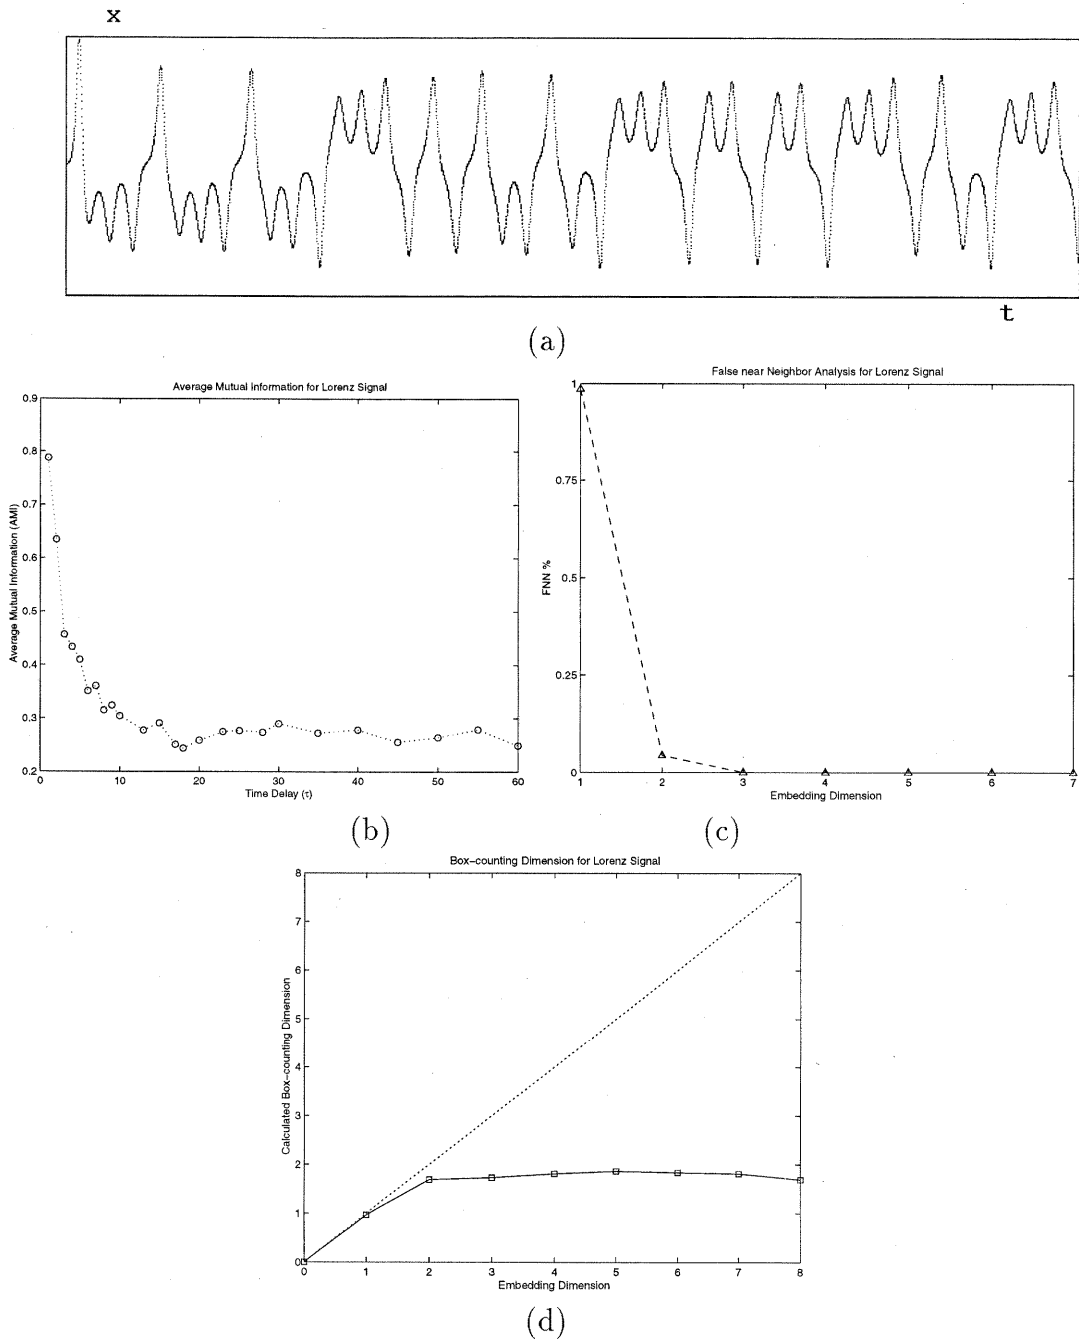 x
t
(a)
Average Mutual Information for Lorenz Signal
0.9
0.8
0.7
0.6
0.5
0.4
0.3
0.2
Average Mutual Information (AMI)
0 10 20 30 40 50 60
Time Delay (τ)
(b)
False near Neighbor Analysis for Lorenz Signal
1
0.75
0.5
0.25
0
FNN %
1 2 3 4 5 6 7
Embedding Dimension
(c)
Box-counting Dimension for Lorenz Signal
8
7
6
5
4
3
2
1
0
Calculated Box-counting Dimension
0 1 2 3 4 5 6 7 8
Embedding Dimension
(d)